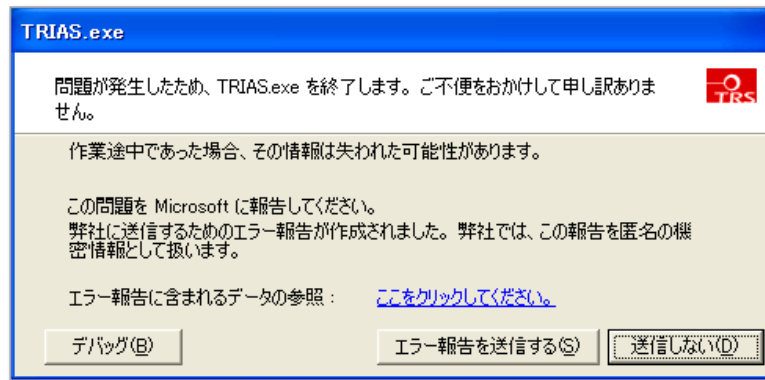 TRIAS.exe
問題が発生したため、TRIAS.exe を終了します。ご不便をおかけして申し訳ありま
せん。
TRS
作業途中であった場合、その情報は失われた可能性があります。
この問題を Microsoft に報告してください。
弊社に送信するためのエラー報告が作成されました。弊社では、この報告を匿名の機
密情報として扱います。
エラー報告に含まれるデータの参照： ここをクリックしてください。
デバッグ(B) エラー報告を送信する(S) 送信しない(D)